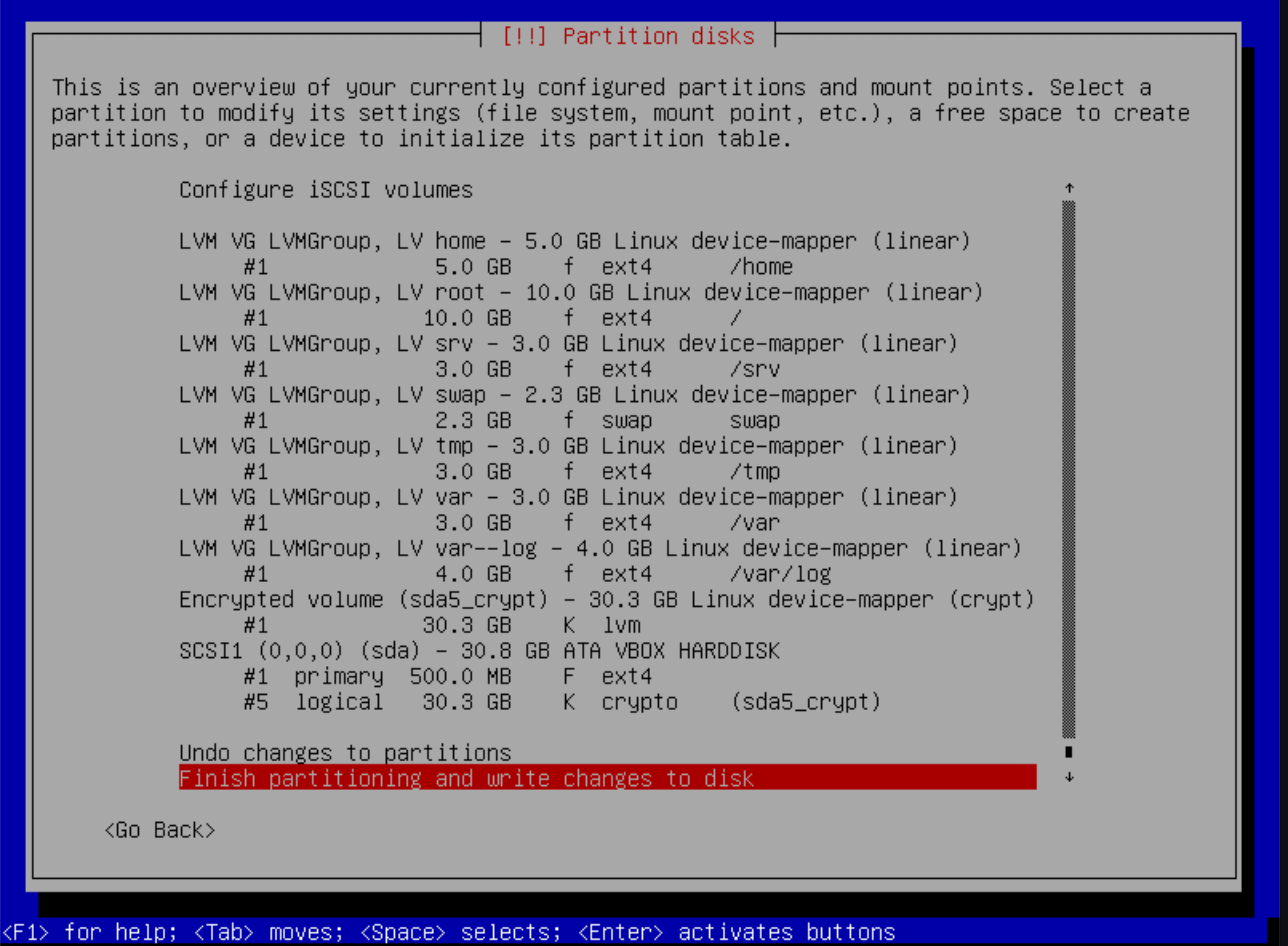 [!!] Partition disks
This is an overview of your currently configured partitions and mount points. Select a
partition to modify its settings (file system, mount point, etc.), a free space to create
partitions, or a device to initialize its partition table.
Configure iSCSI volumes
LVM VG LVMGroup, LV home - 5.0 GB Linux device-mapper (linear)
#1 5.0 GB f ext4 /home
LVM VG LVMGroup, LV root - 10.0 GB Linux device-mapper (linear)
#1 10.0 GB f ext4 /
LVM VG LVMGroup, LV srv - 3.0 GB Linux device-mapper (linear)
#1 3.0 GB f ext4 /srv
LVM VG LVMGroup, LV swap - 2.3 GB Linux device-mapper (linear)
#1 2.3 GB f swap swap
LVM VG LVMGroup, LV tmp - 3.0 GB Linux device-mapper (linear)
#1 3.0 GB f ext4 /tmp
LVM VG LVMGroup, LV var - 3.0 GB Linux device-mapper (linear)
#1 3.0 GB f ext4 /var
LVM VG LVMGroup, LV var--log - 4.0 GB Linux device-mapper (linear)
#1 4.0 GB f ext4 /var/log
Encrypted volume (sda5_crypt) - 30.3 GB Linux device-mapper (crypt)
#1 30.3 GB K lvm
SCSI1 (0,0,0) (sda) - 30.8 GB ATA VBOX HARDDISK
#1 primary 500.0 MB F ext4
#5 logical 30.3 GB K crypto (sda5_crypt)
Undo changes to partitions
Finish partitioning and write changes to disk
<Go Back>
<F1> for help; <Tab> moves; <Space> selects; <Enter> activates buttons